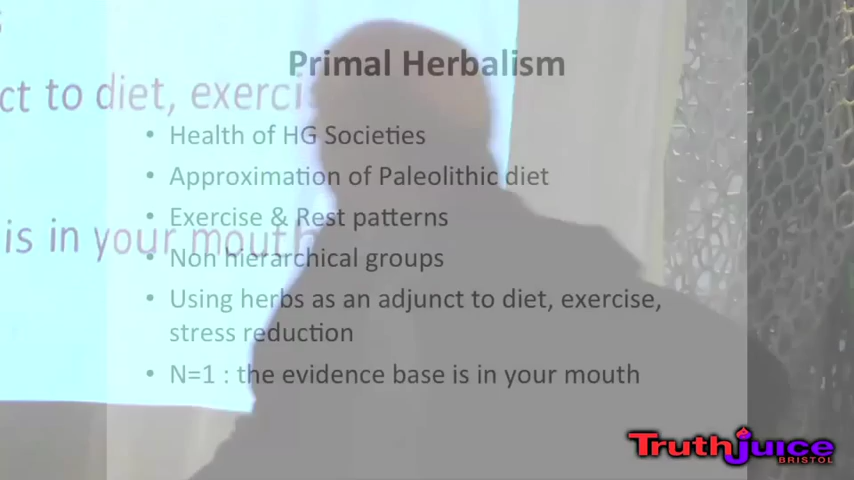 Primal Herbalism
• Health of HG Societies
• Approximation of Paleolithic diet
• Exercise & Rest patterns
• Non hierarchical groups
• Using herbs as an adjunct to diet, exercise,
stress reduction
• N=1 : the evidence base is in your mouth
ct to diet, exerci
is in your mouth
Truthjuice
BRISTOL